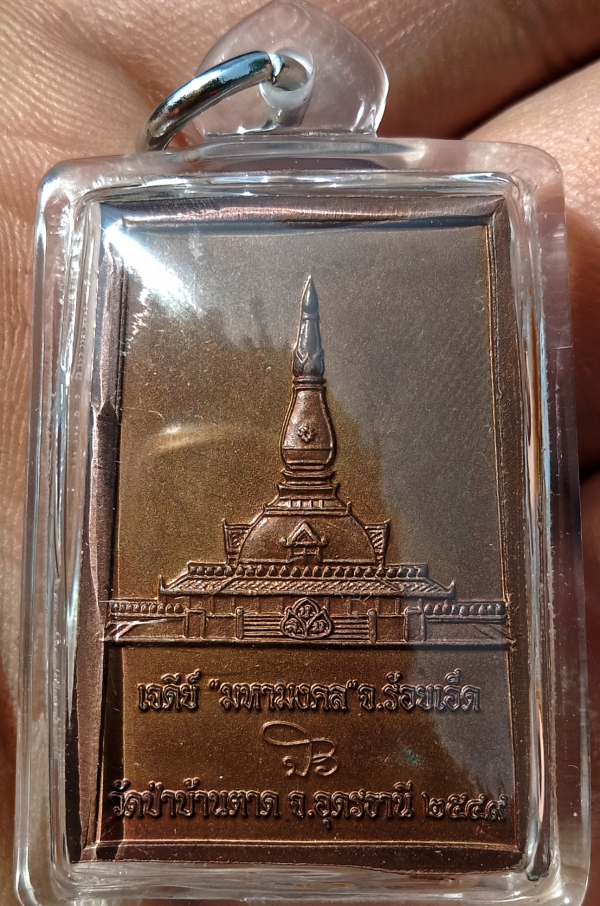 เจดีย์ "มหามงคล" จ.ร้อยเอ็ด
วัดป่าบ้านตาด จ.อุดรธานี ๒๕๔๙